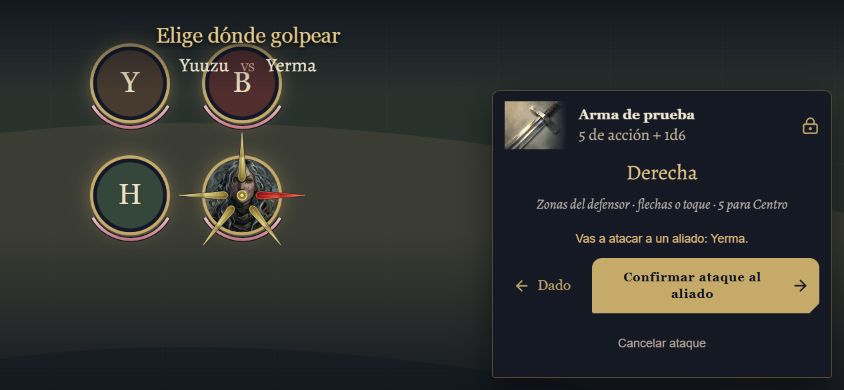 Elige dónde golpear
Yuuzu vs Yerma
Y
B
H
Arma de prueba
5 de acción + 1d6
Derecha
Zonas del defensor · flechas o toque · 5 para Centro
Vas a atacar a un aliado: Yerma.
Dado
Confirmar ataque al
aliado
Cancelar ataque